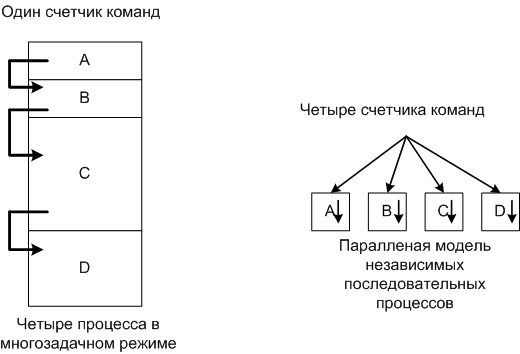 Один счетчик команд
A
B
C
D
Четыре процесса в
многозадачном режиме
Четыре счетчика команд
A
B
C
D
Паралленая модель
независимых
последовательных
процессов